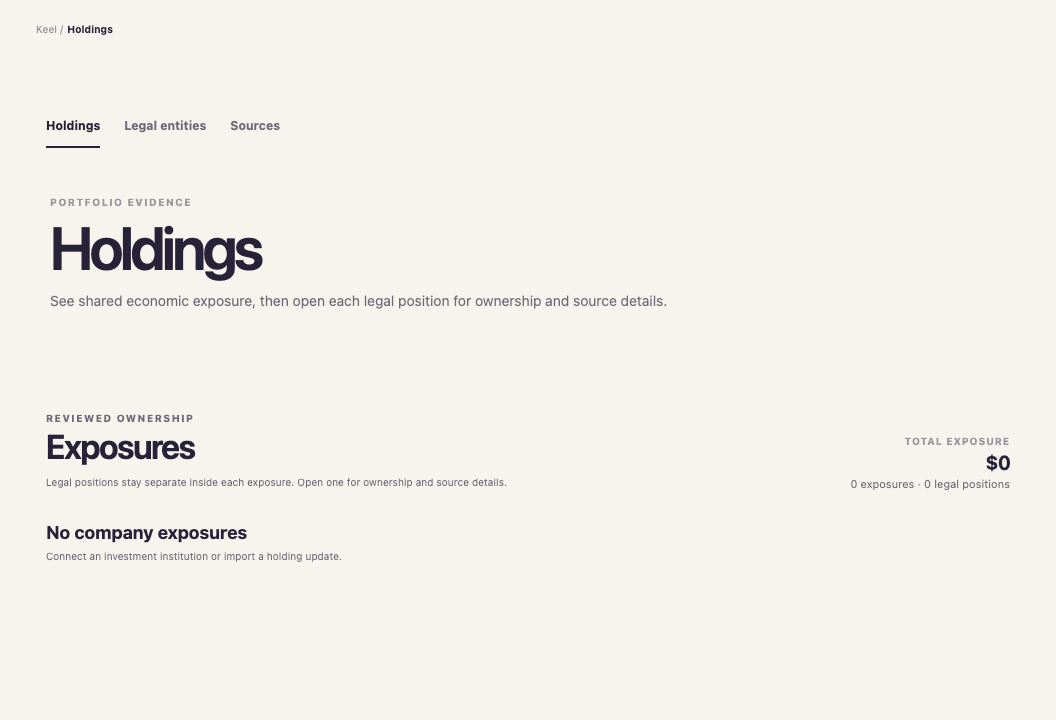 Keel / Holdings
Holdings Legal entities Sources
PORTFOLIO EVIDENCE
Holdings
See shared economic exposure, then open each legal position for ownership and source details.
REVIEWED OWNERSHIP
Exposures
Legal positions stay separate inside each exposure. Open one for ownership and source details.
TOTAL EXPOSURE
$0
0 exposures · 0 legal positions
No company exposures
Connect an investment institution or import a holding update.